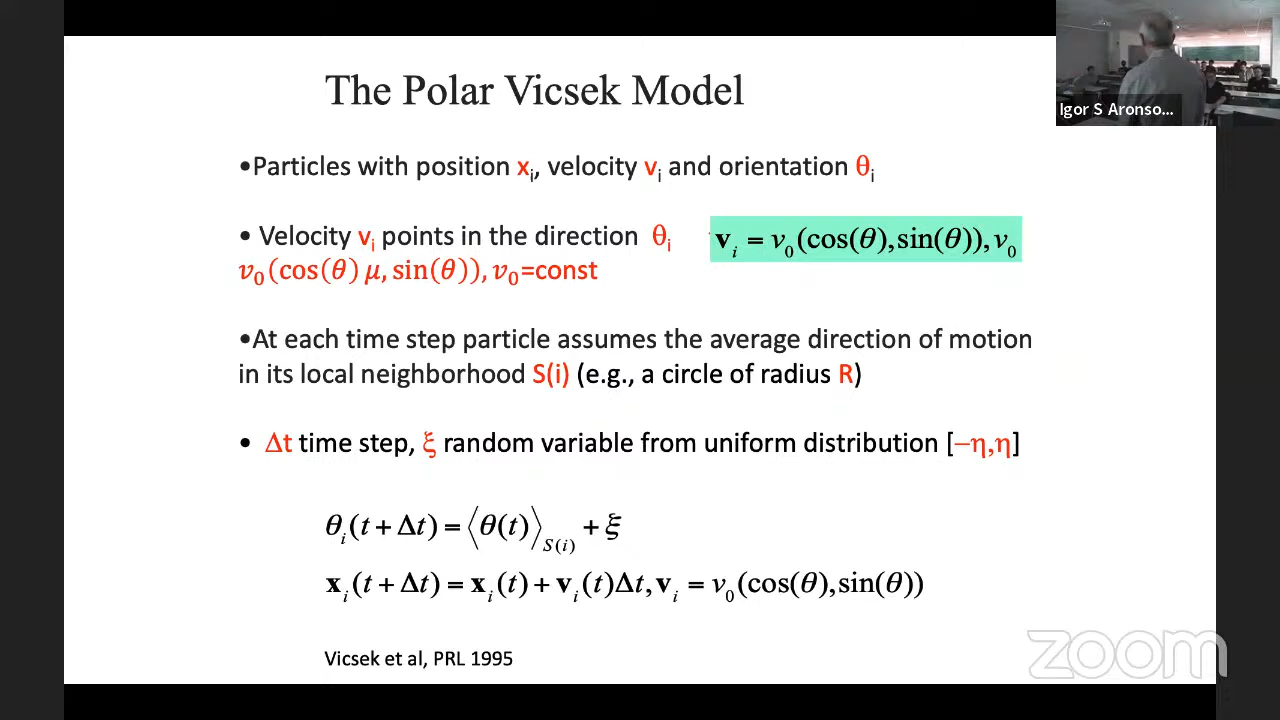 The Polar Vicsek Model
Igor S Aronso...
•Particles with position xᵢ, velocity vᵢ and orientation θᵢ
• Velocity vᵢ points in the direction θᵢ
𝐯ᵢ = v₀(cos(θ),sin(θ)),v₀
v₀(cos(θ) μ, sin(θ)), v₀=const
•At each time step particle assumes the average direction of motion
in its local neighborhood S(i) (e.g., a circle of radius R)
• Δt time step, ξ random variable from uniform distribution [−η,η]
θᵢ(t + Δt) = ⟨θ(t)⟩_S(i) + ξ
𝐱ᵢ(t + Δt) = 𝐱ᵢ(t) + 𝐯ᵢ(t)Δt, 𝐯ᵢ = v₀(cos(θ),sin(θ))
Vicsek et al, PRL 1995
zoom